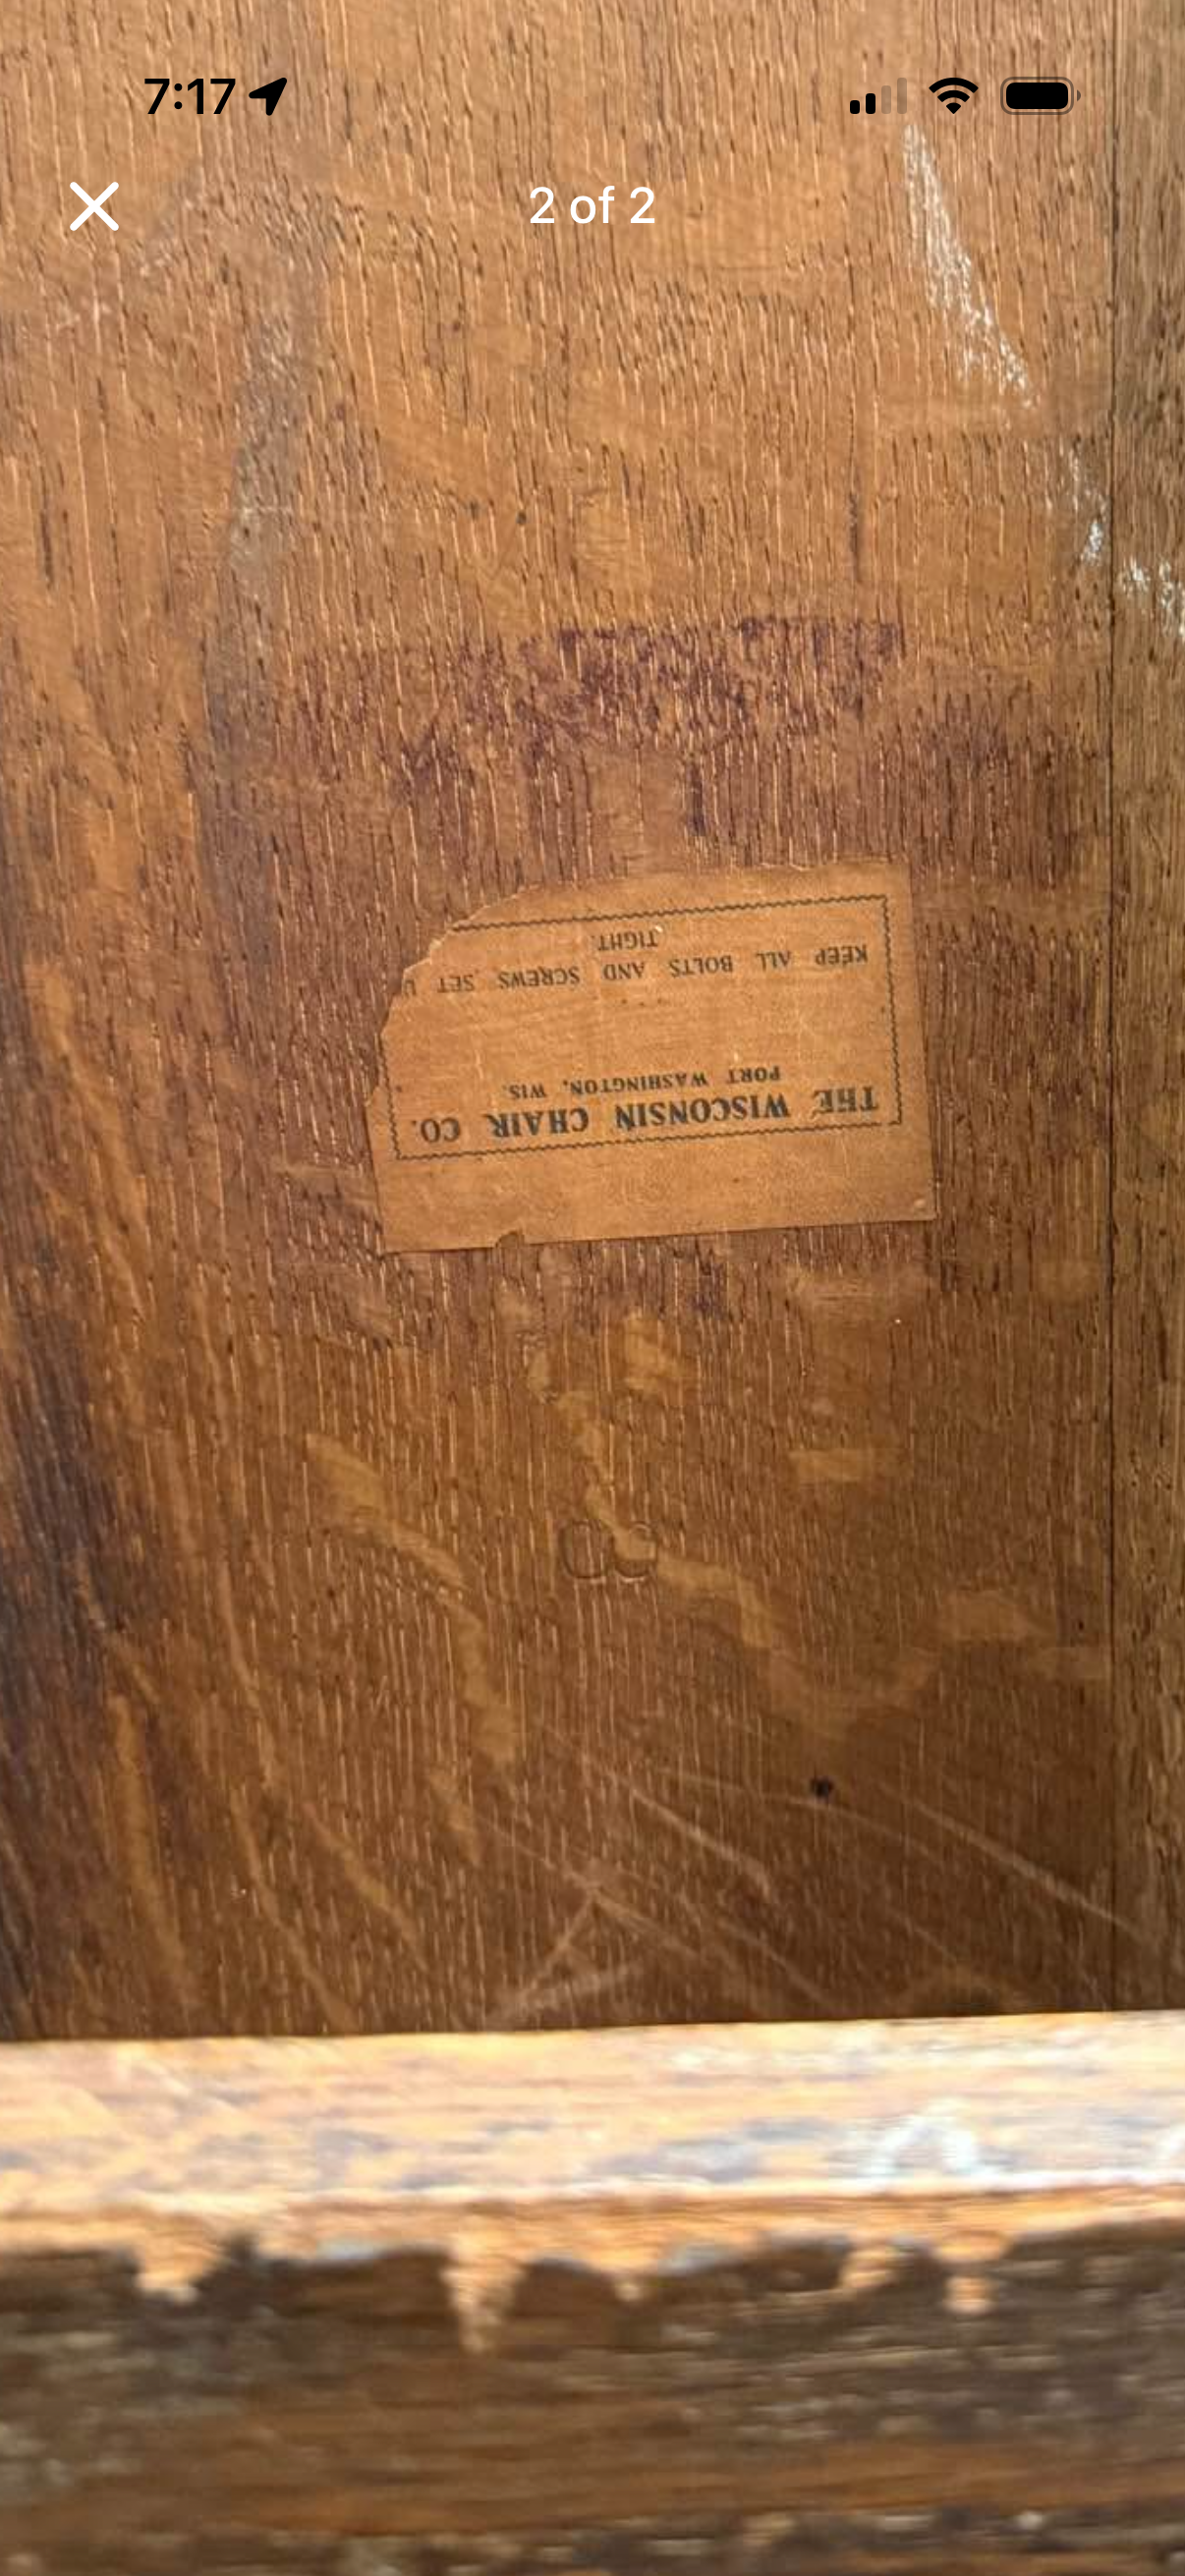 7:17
2 of 2
THE WISCONSIN CHAIR CO.
PORT WASHINGTON, WIS.
KEEP ALL BOLTS AND SCREWS SET U
TIGHT.